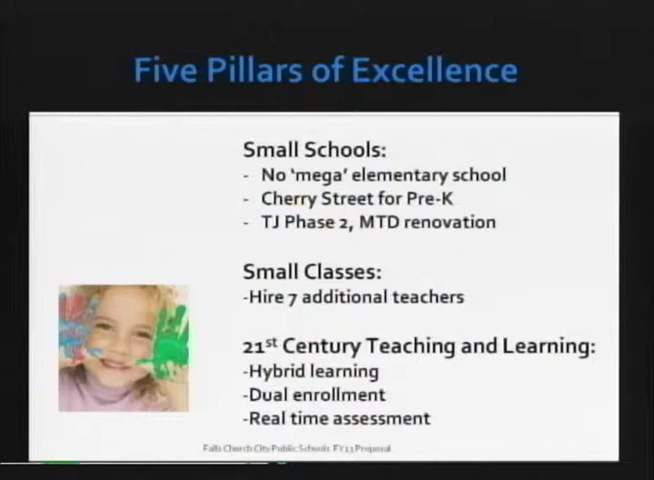 Five Pillars of Excellence
Small Schools:
- No 'mega' elementary school
- Cherry Street for Pre-K
- TJ Phase 2, MTD renovation
Small Classes:
-Hire 7 additional teachers
21st Century Teaching and Learning:
-Hybrid learning
-Dual enrollment
-Real time assessment
Falls Church City Public Schools FY13 Proposal